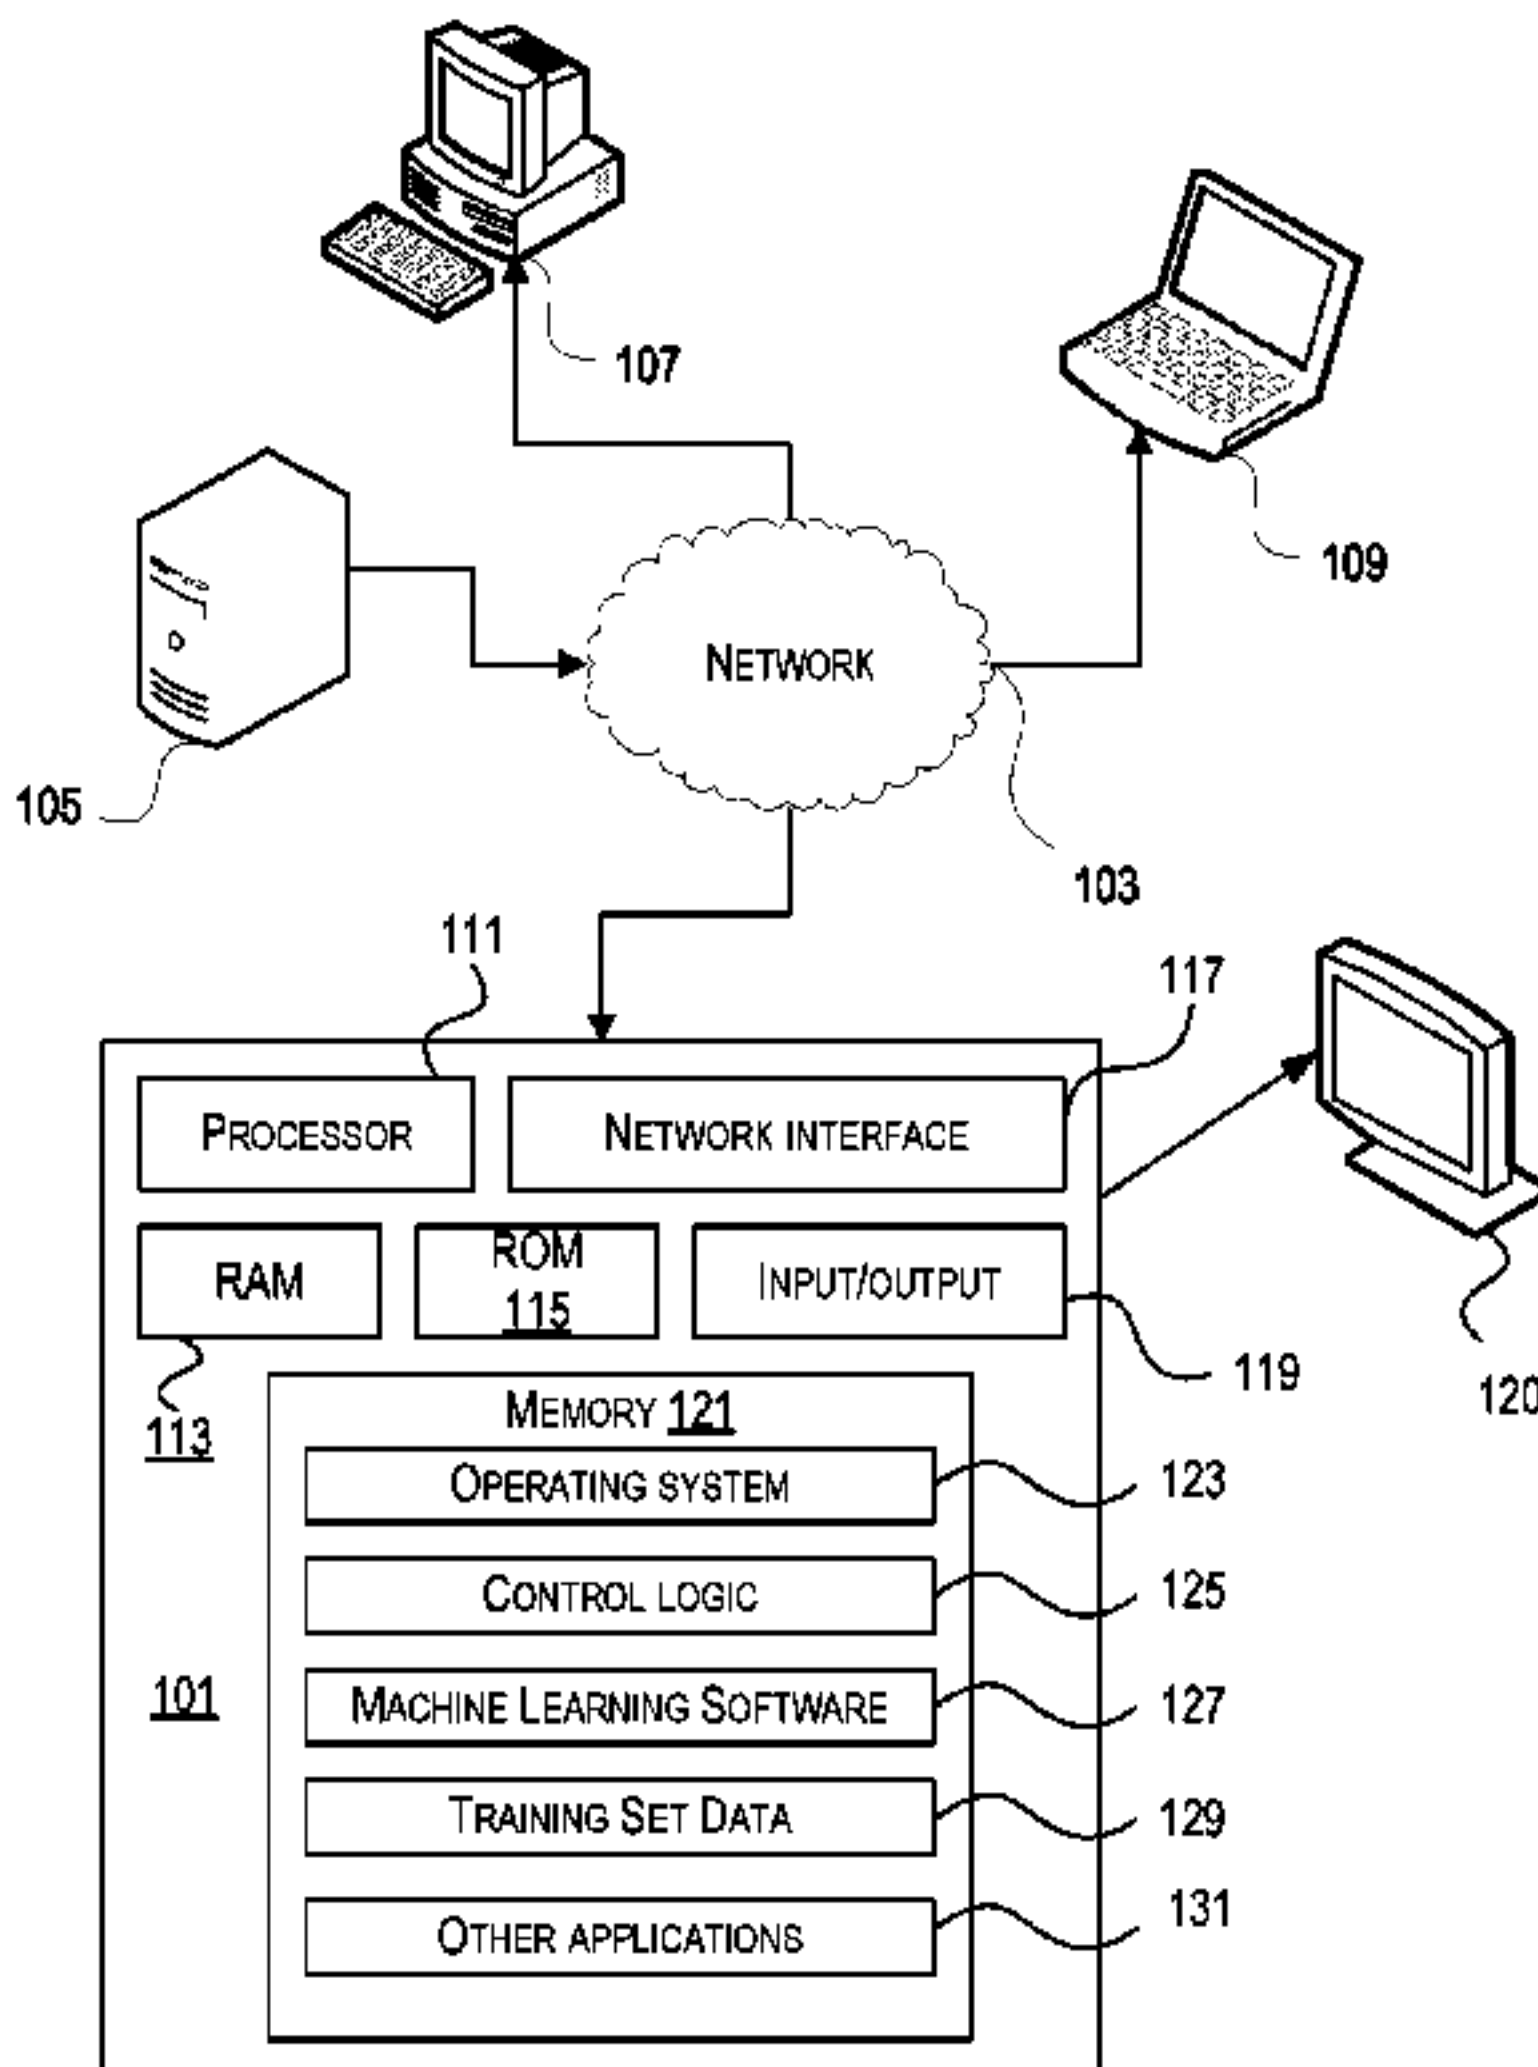 107
109
NETWORK
105
103
111
117
PROCESSOR
NETWORK INTERFACE
RAM
ROM
115
INPUT/OUTPUT
119
120
113
MEMORY 121
OPERATING SYSTEM
123
CONTROL LOGIC
125
101
MACHINE LEARNING SOFTWARE
127
TRAINING SET DATA
129
OTHER APPLICATIONS
131